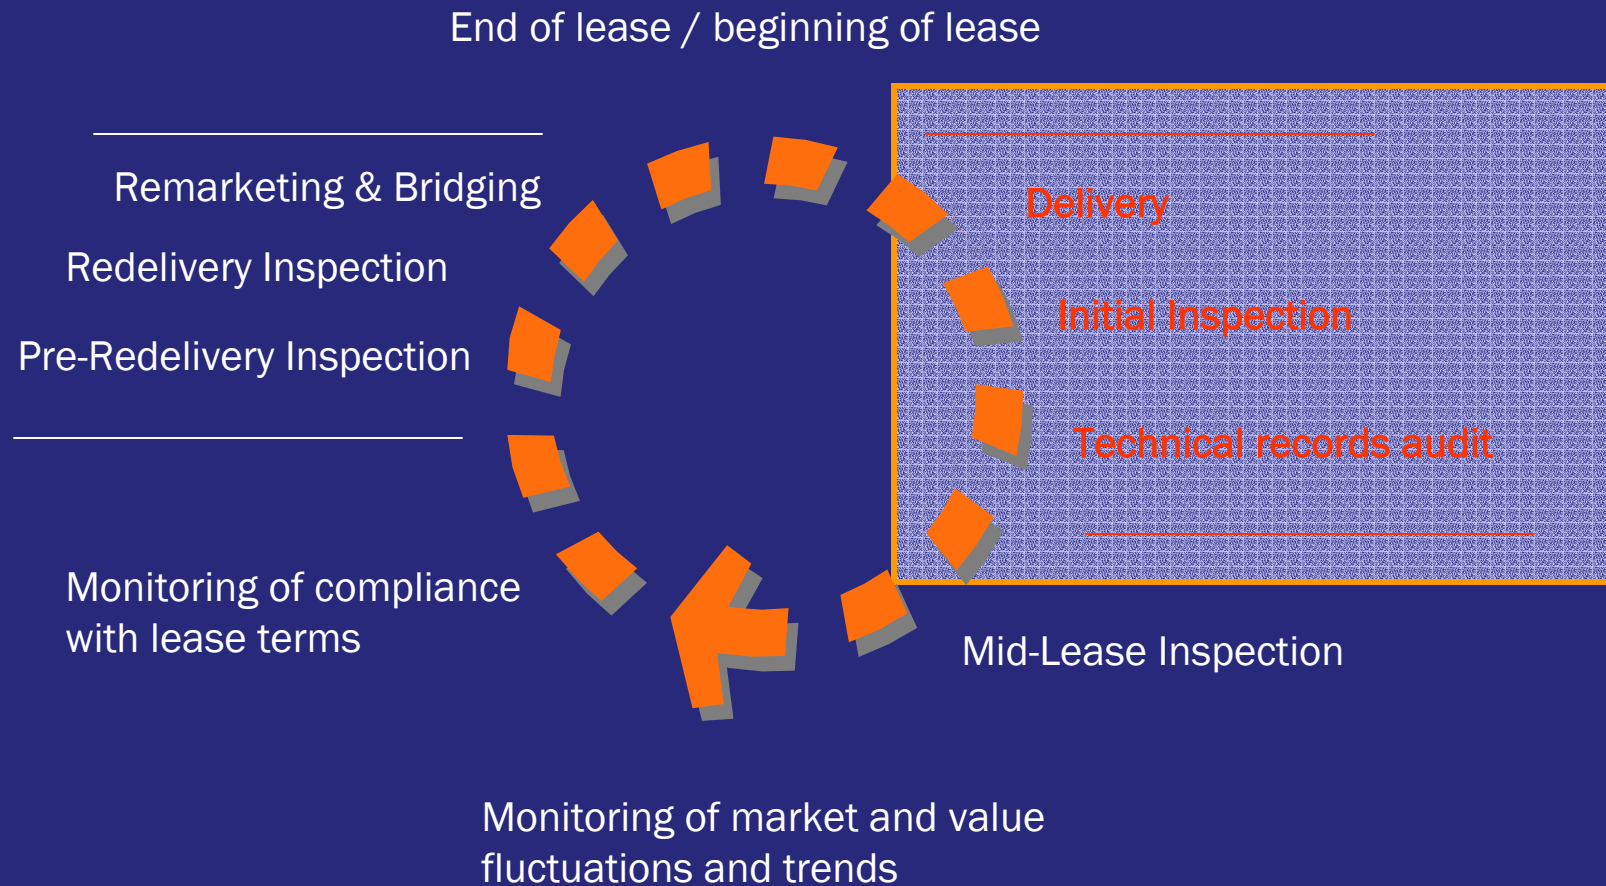 End of lease / beginning of lease
Remarketing & Bridging
Delivery
Redelivery Inspection
Initial Inspection
Pre-Redelivery Inspection
Technical records audit
Monitoring of compliance
with lease terms
Mid-Lease Inspection
Monitoring of market and value
fluctuations and trends